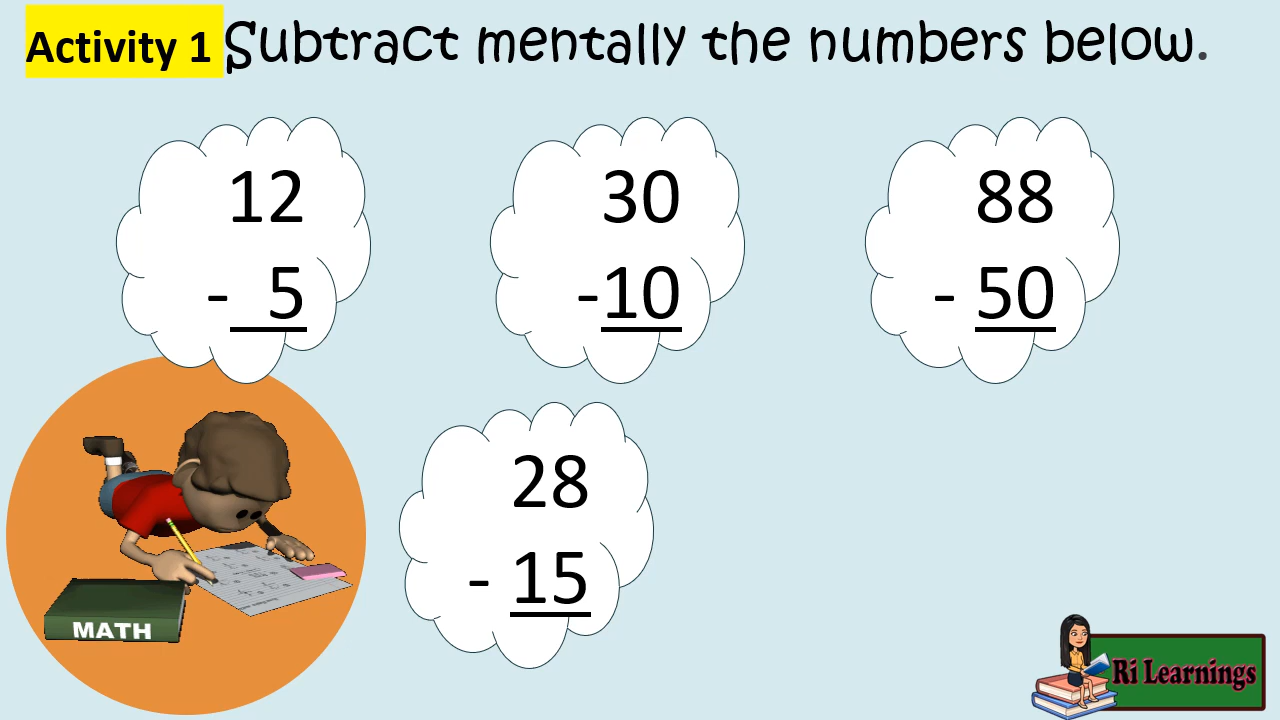 Activity 1 Subtract mentally the numbers below.
12
- 5
30
-10
88
- 50
28
- 15
MATH
Ri Learnings